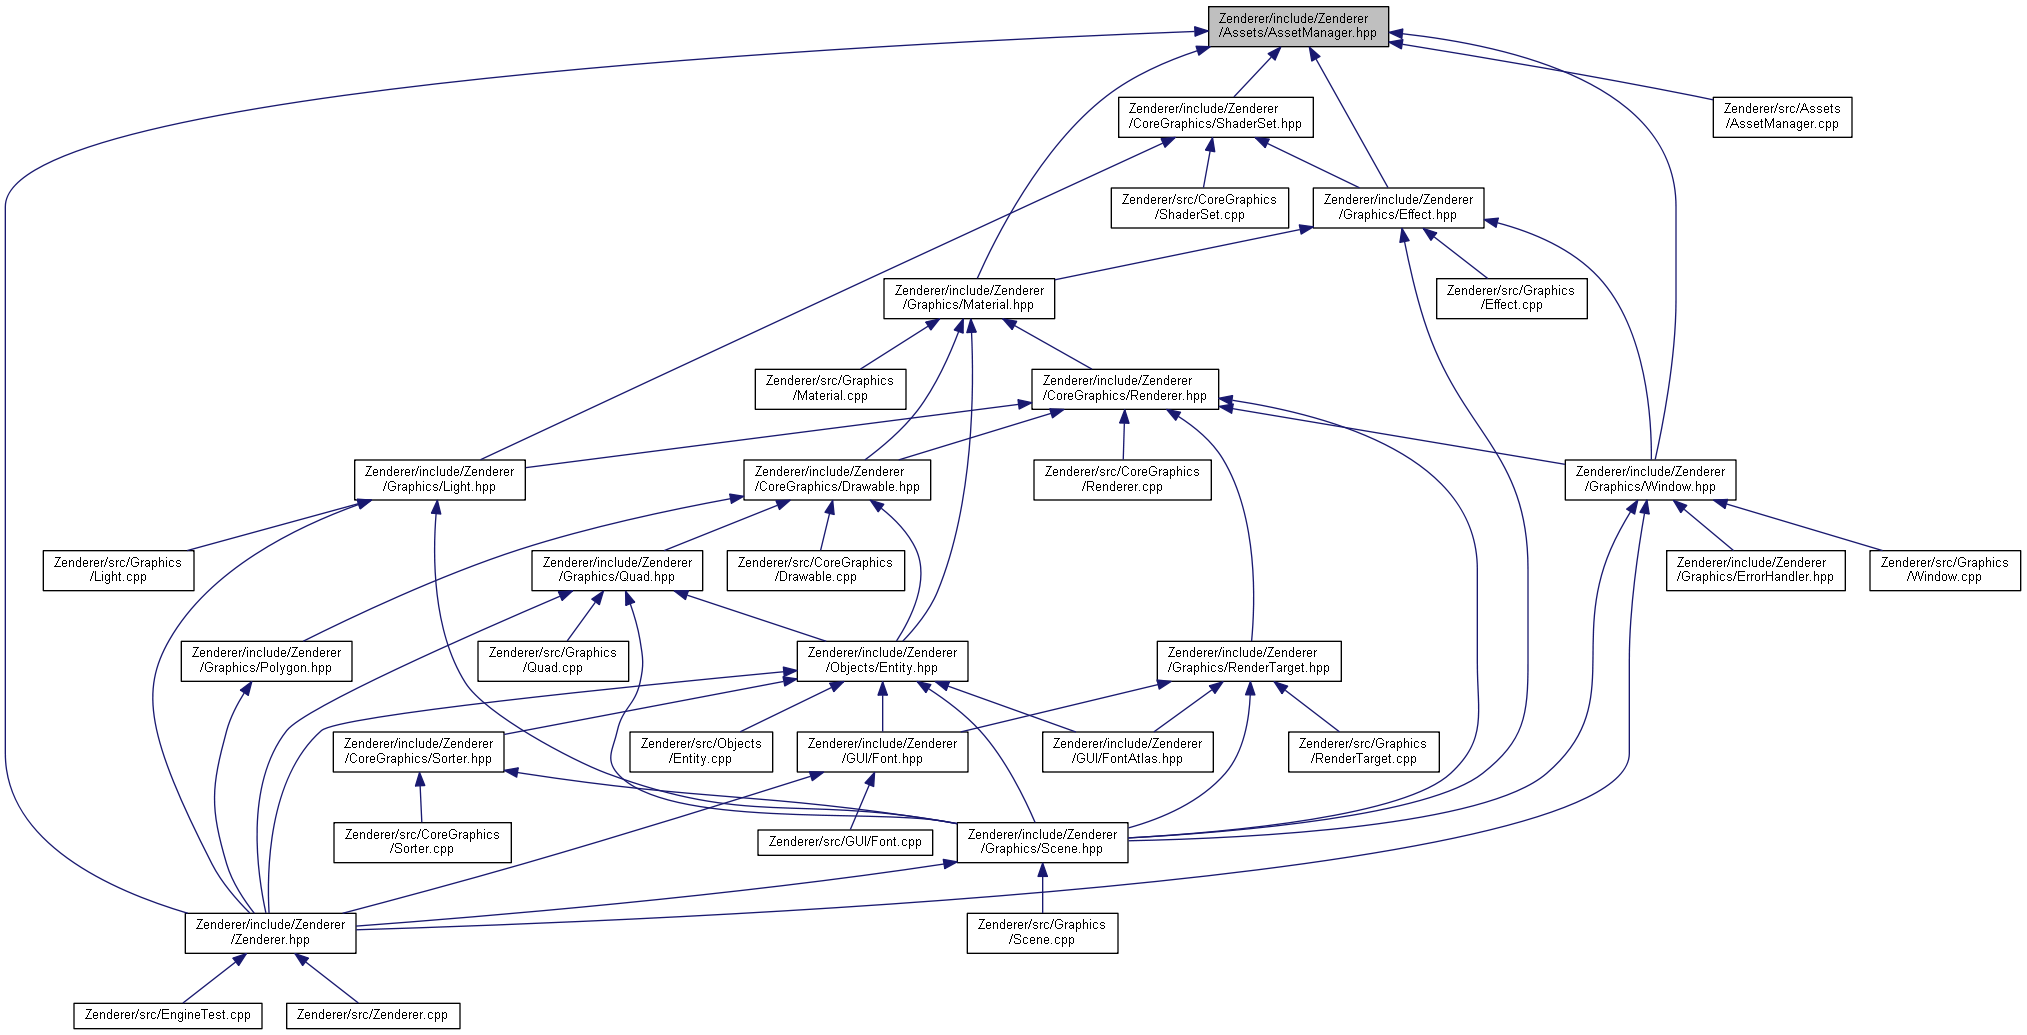 Zenderer/include/Zenderer
/Assets/AssetManager.hpp
Zenderer/include/Zenderer
/CoreGraphics/ShaderSet.hpp
Zenderer/src/Assets
/AssetManager.cpp
Zenderer/src/CoreGraphics
/ShaderSet.cpp
Zenderer/include/Zenderer
/Graphics/Effect.hpp
Zenderer/include/Zenderer
/Graphics/Material.hpp
Zenderer/src/Graphics
/Effect.cpp
Zenderer/src/Graphics
/Material.cpp
Zenderer/include/Zenderer
/CoreGraphics/Renderer.hpp
Zenderer/include/Zenderer
/Graphics/Light.hpp
Zenderer/include/Zenderer
/CoreGraphics/Drawable.hpp
Zenderer/src/CoreGraphics
/Renderer.cpp
Zenderer/include/Zenderer
/Graphics/Window.hpp
Zenderer/src/Graphics
/Light.cpp
Zenderer/include/Zenderer
/Graphics/Quad.hpp
Zenderer/src/CoreGraphics
/Drawable.cpp
Zenderer/include/Zenderer
/Graphics/ErrorHandler.hpp
Zenderer/src/Graphics
/Window.cpp
Zenderer/include/Zenderer
/Graphics/Polygon.hpp
Zenderer/src/Graphics
/Quad.cpp
Zenderer/include/Zenderer
/Objects/Entity.hpp
Zenderer/include/Zenderer
/Graphics/RenderTarget.hpp
Zenderer/include/Zenderer
/CoreGraphics/Sorter.hpp
Zenderer/src/Objects
/Entity.cpp
Zenderer/include/Zenderer
/GUI/Font.hpp
Zenderer/include/Zenderer
/GUI/FontAtlas.hpp
Zenderer/src/Graphics
/RenderTarget.cpp
Zenderer/src/CoreGraphics
/Sorter.cpp
Zenderer/src/GUI/Font.cpp
Zenderer/include/Zenderer
/Graphics/Scene.hpp
Zenderer/include/Zenderer
/Zenderer.hpp
Zenderer/src/Graphics
/Scene.cpp
Zenderer/src/EngineTest.cpp
Zenderer/src/Zenderer.cpp